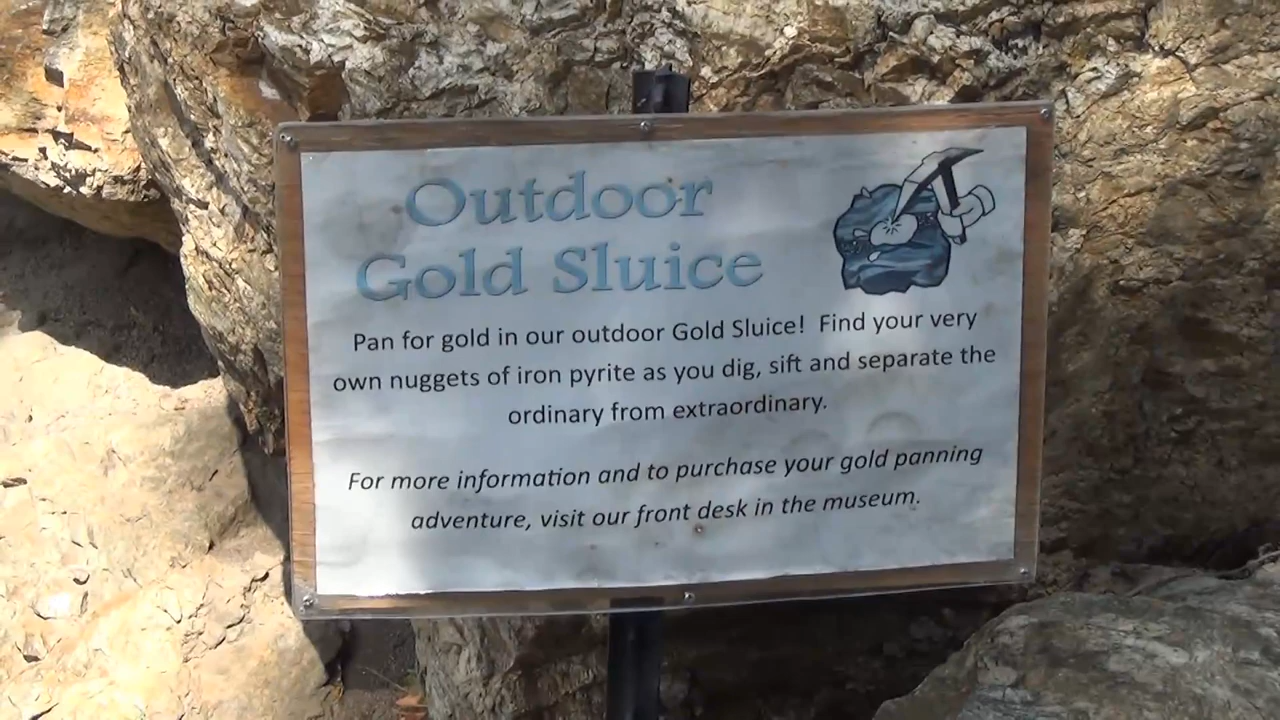 Outdoor
Gold Sluice
Pan for gold in our outdoor Gold Sluice! Find your very
own nuggets of iron pyrite as you dig, sift and separate the
ordinary from extraordinary.
For more information and to purchase your gold panning
adventure, visit our front desk in the museum.